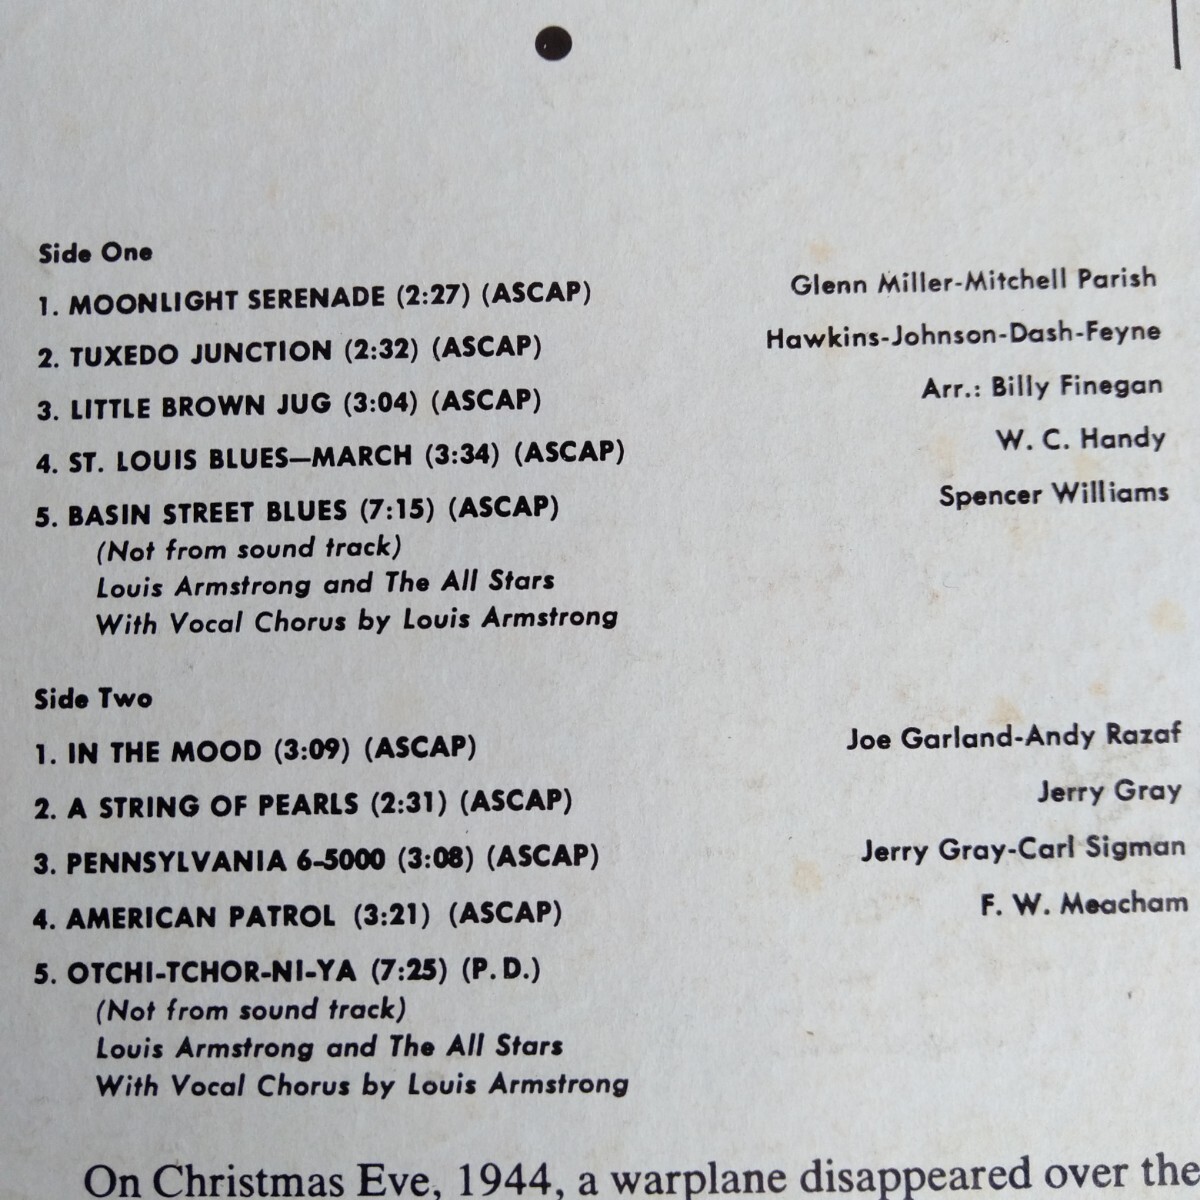 Side One
1. MOONLIGHT SERENADE (2:27) (ASCAP) Glenn Miller-Mitchell Parish
2. TUXEDO JUNCTION (2:32) (ASCAP) Hawkins-Johnson-Dash-Feyne
3. LITTLE BROWN JUG (3:04) (ASCAP) Arr.: Billy Finegan
4. ST. LOUIS BLUES—MARCH (3:34) (ASCAP) W. C. Handy
5. BASIN STREET BLUES (7:15) (ASCAP) Spencer Williams
(Not from sound track)
Louis Armstrong and The All Stars
With Vocal Chorus by Louis Armstrong
Side Two
1. IN THE MOOD (3:09) (ASCAP) Joe Garland-Andy Razaf
2. A STRING OF PEARLS (2:31) (ASCAP) Jerry Gray
3. PENNSYLVANIA 6-5000 (3:08) (ASCAP) Jerry Gray-Carl Sigman
4. AMERICAN PATROL (3:21) (ASCAP) F. W. Meacham
5. OTCHI-TCHOR-NI-YA (7:25) (P.D.)
(Not from sound track)
Louis Armstrong and The All Stars
With Vocal Chorus by Louis Armstrong
On Christmas Eve, 1944, a warplane disappeared over the